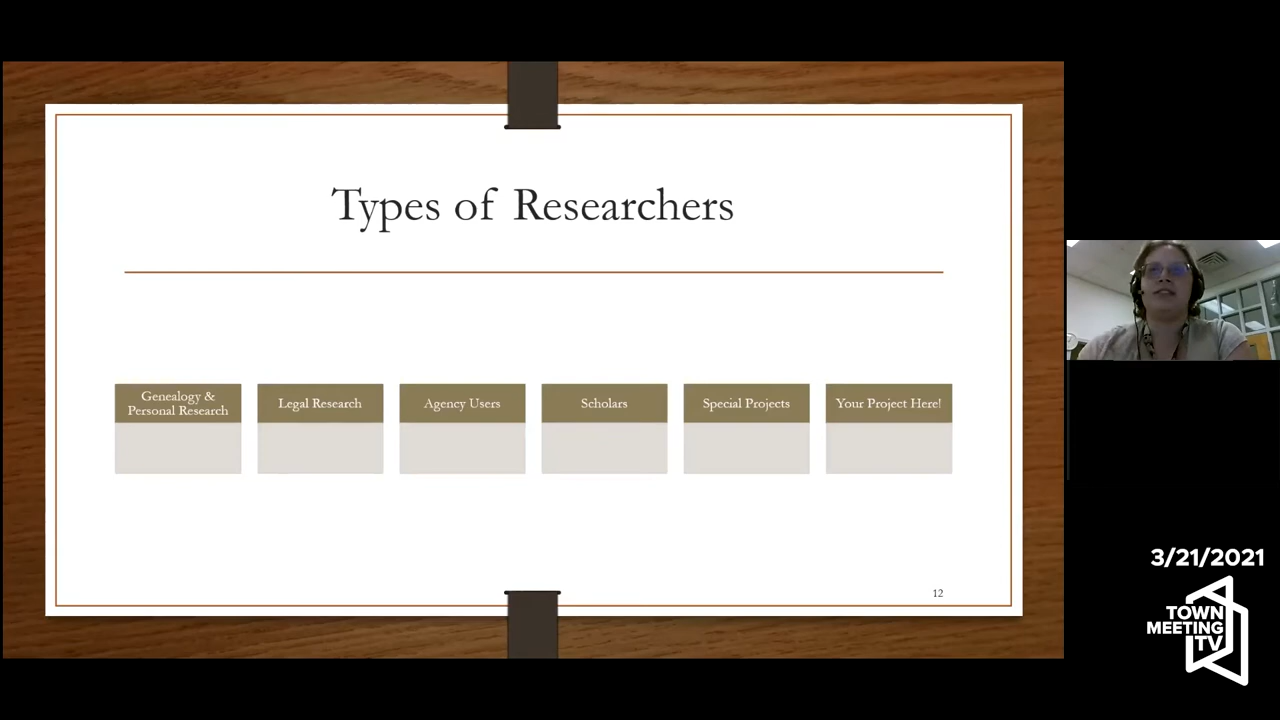 Types of Researchers
Genealogy &
Personal Research
Legal Research
Agency Users
Scholars
Special Projects
Your Project Here!
12
3/21/2021
TOWN
MEETING
TV